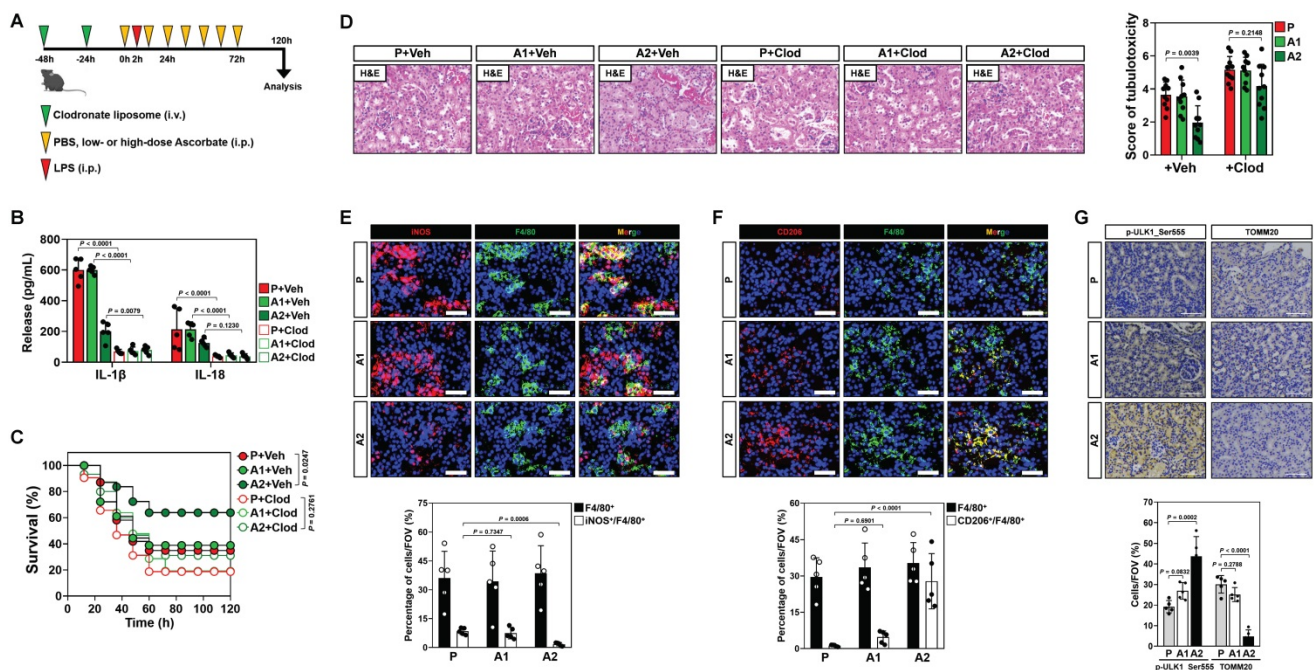 A
-48h
-24h
0h 2h
24h
72h
120h
Analysis
Clodronate liposome (i.v.)
PBS, low- or high-dose Ascorbate (i.p.)
LPS (i.p.)
B
Release (pg/mL)
800
600
400
200
0
P < 0.0001
P < 0.0001
P = 0.0079
P < 0.0001
P < 0.0001
P = 0.1230
IL-1β
IL-18
P+Veh
A1+Veh
A2+Veh
P+Clod
A1+Clod
A2+Clod
C
Survival (%)
100
80
60
40
20
0
0 20 40 60 80 100 120
Time (h)
P+Veh
A1+Veh
A2+Veh
P+Clod
A1+Clod
A2+Clod
P = 0.0247
P = 0.2761
D
P+Veh
A1+Veh
A2+Veh
P+Clod
A1+Clod
A2+Clod
H&E
H&E
H&E
H&E
H&E
H&E
Score of tubulotoxicity
8
6
4
2
0
P = 0.0039
P = 0.2148
+Veh
+Clod
P
A1
A2
E
iNOS
F4/80
Merge
P
A1
A2
F4/80⁺
iNOS⁺/F4/80⁺
Percentage of cells/FOV (%)
75
60
45
30
15
0
P = 0.0006
P = 0.7347
P A1 A2
F
CD206
F4/80
Merge
P
A1
A2
F4/80⁺
CD206⁺/F4/80⁺
Percentage of cells/FOV (%)
60
45
30
15
0
P < 0.0001
P = 0.6901
P A1 A2
G
p-ULK1_Ser555
TOMM20
P
A1
A2
Cells/FOV (%)
60
50
40
30
20
10
0
P = 0.0002
P = 0.0832
P < 0.0001
P = 0.2788
P A1 A2 P A1 A2
p-ULK1_Ser555 TOMM20